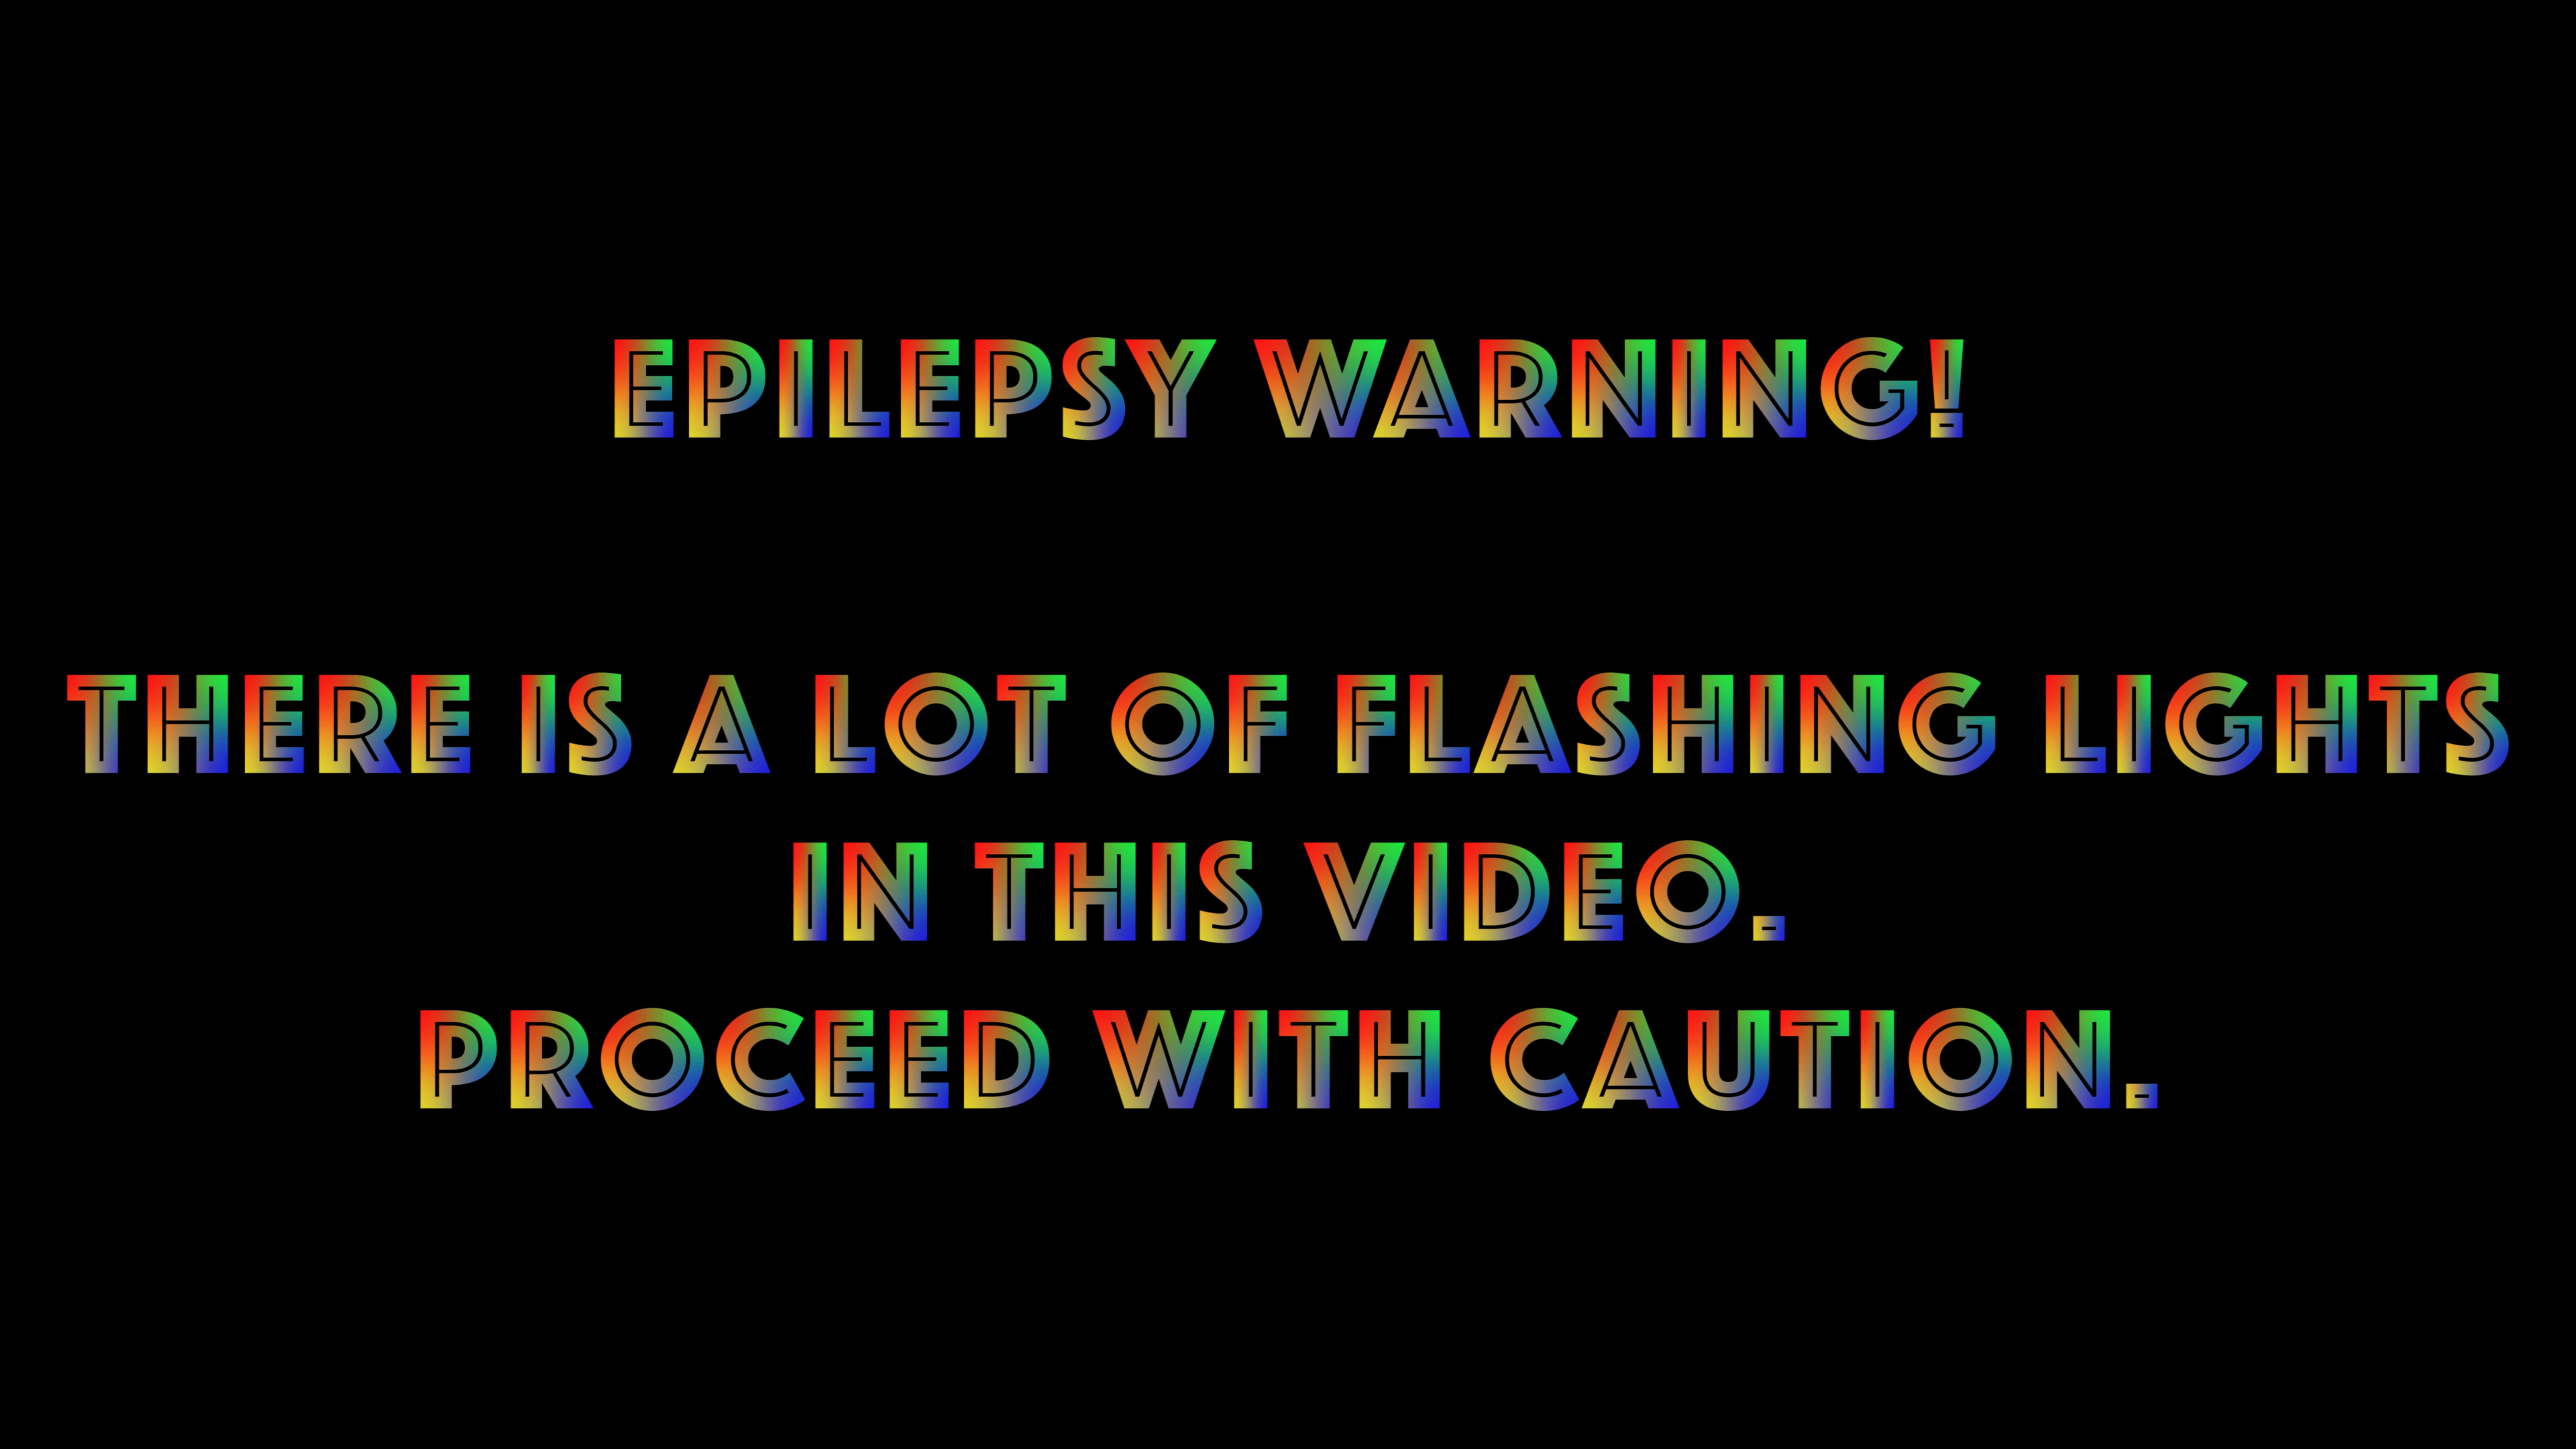 EPILEPSY WARNING!
THERE IS A LOT OF FLASHING LIGHTS
IN THIS VIDEO.
PROCEED WITH CAUTION.